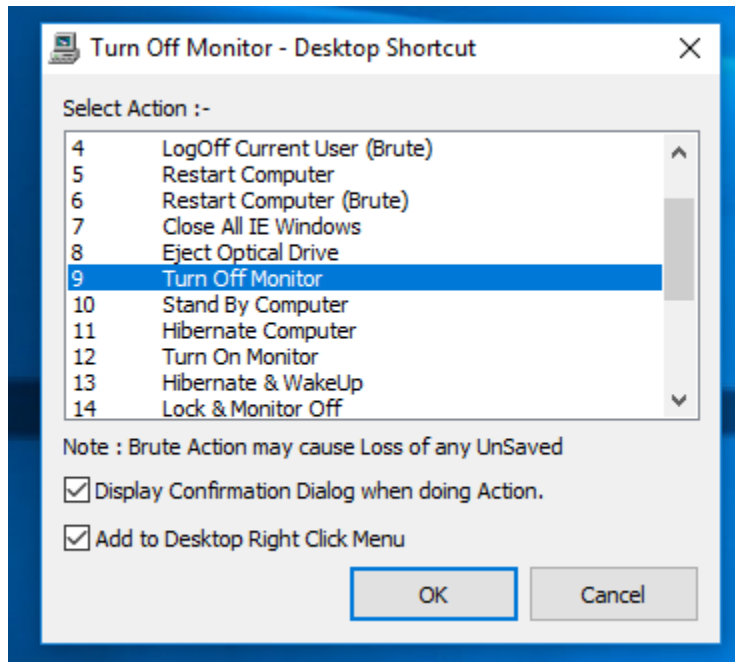 Turn Off Monitor - Desktop Shortcut
Select Action :-
4 LogOff Current User (Brute)
5 Restart Computer
6 Restart Computer (Brute)
7 Close All IE Windows
8 Eject Optical Drive
9 Turn Off Monitor
10 Stand By Computer
11 Hibernate Computer
12 Turn On Monitor
13 Hibernate & WakeUp
14 Lock & Monitor Off
Note : Brute Action may cause Loss of any UnSaved
Display Confirmation Dialog when doing Action.
Add to Desktop Right Click Menu
OK Cancel